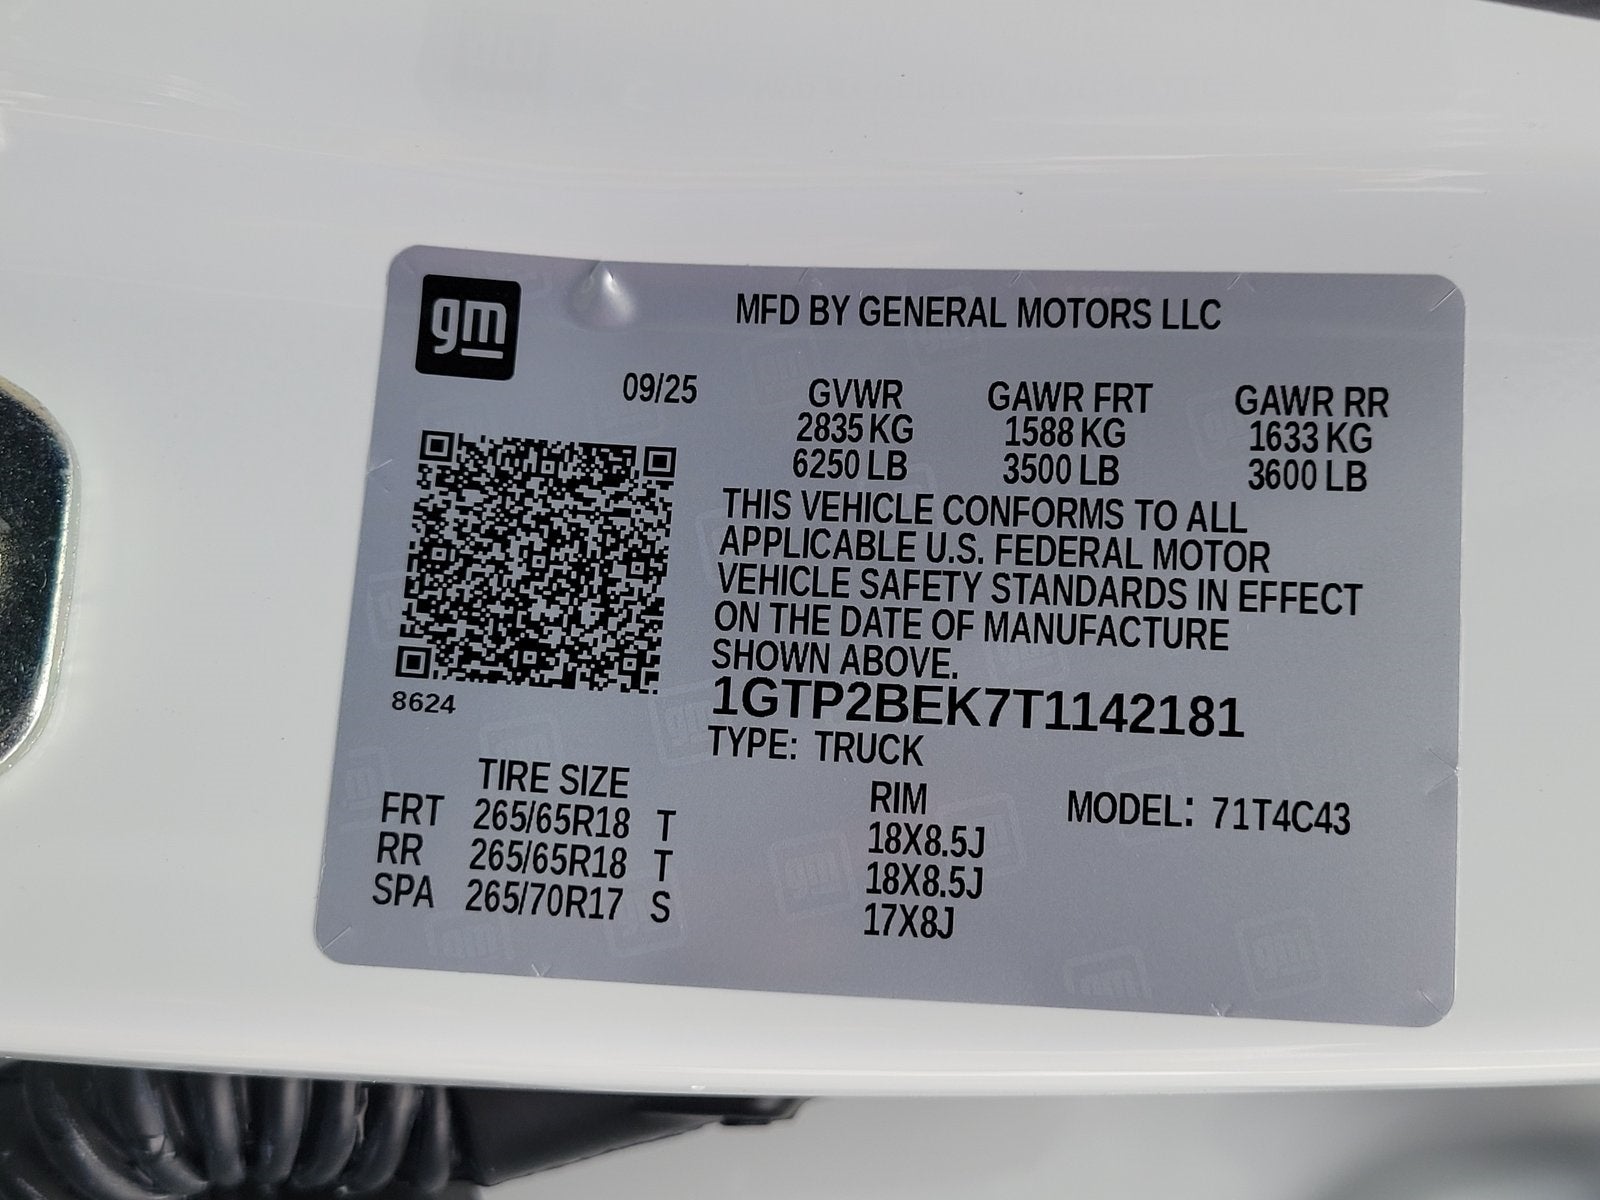 gm
MFD BY GENERAL MOTORS LLC
09/25 GVWR GAWR FRT GAWR RR
2835 KG 1588 KG 1633 KG
6250 LB 3500 LB 3600 LB
THIS VEHICLE CONFORMS TO ALL
APPLICABLE U.S. FEDERAL MOTOR
VEHICLE SAFETY STANDARDS IN EFFECT
ON THE DATE OF MANUFACTURE
SHOWN ABOVE.
8624
1GTP2BEK7T1142181
TYPE: TRUCK
TIRE SIZE RIM MODEL: 71T4C43
FRT 265/65R18 T 18X8.5J
RR 265/65R18 T 18X8.5J
SPA 265/70R17 S 17X8J